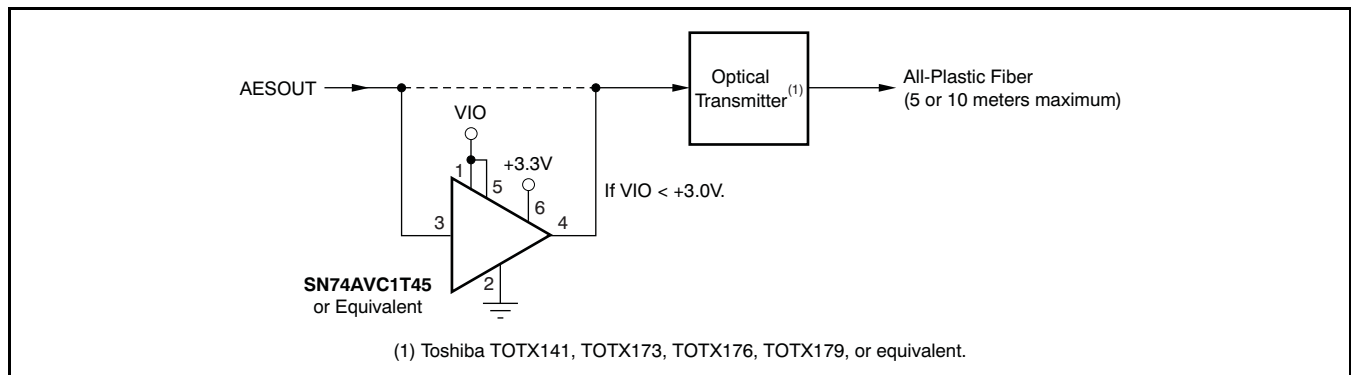 AESOUT
Optical
Transmitter(1)
All-Plastic Fiber
(5 or 10 meters maximum)
VIO
1
5
+3.3V
6
If VIO < +3.0V.
3
4
2
SN74AVC1T45
or Equivalent
(1) Toshiba TOTX141, TOTX173, TOTX176, TOTX179, or equivalent.